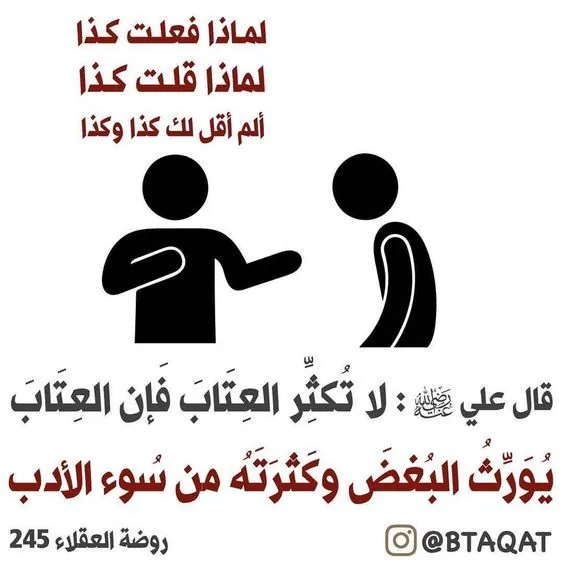 لماذا فعلت كذا
لماذا قلت كذا
ألم أقل لك كذا وكذا
قال علي رضي الله عنه : لا تُكثِّر العِتَابَ فَإن العِتَابَ
يُوَرِّثُ البُغضَ وكَثرَتَهُ من سُوء الأدب
روضة العقلاء 245
@BTAQAT